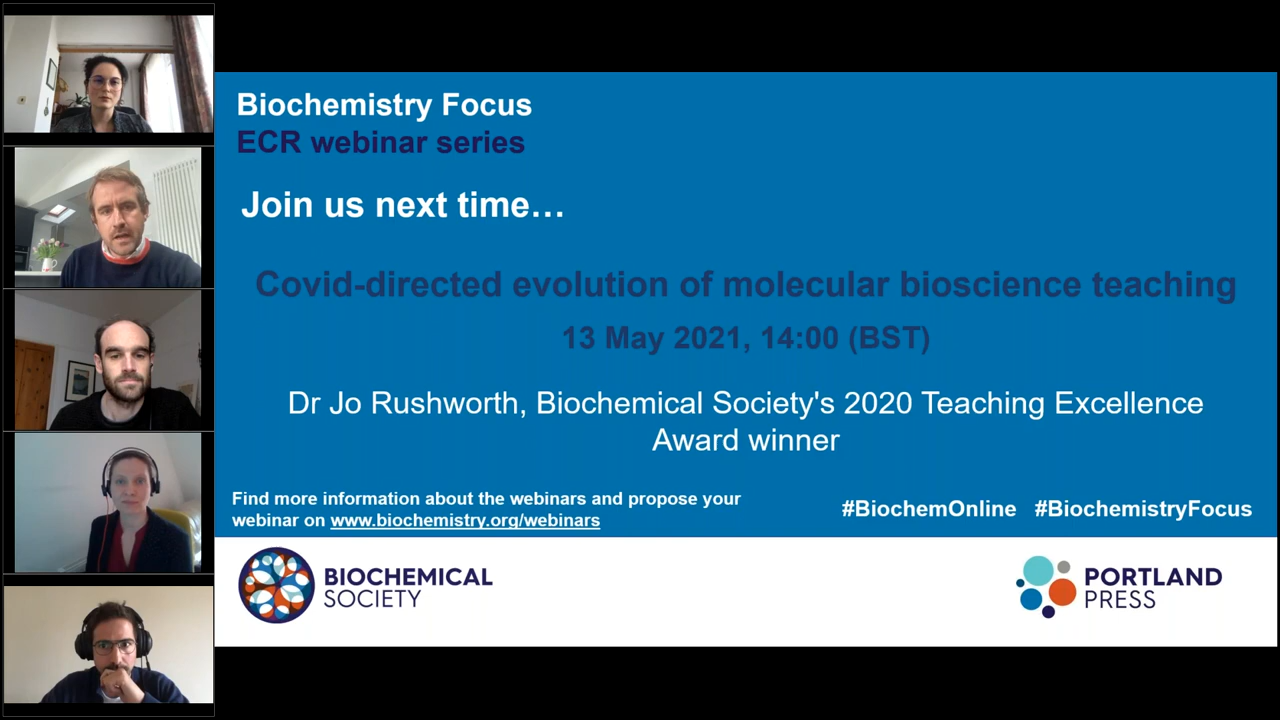 Biochemistry Focus
ECR webinar series
Join us next time…
Covid-directed evolution of molecular bioscience teaching
13 May 2021, 14:00 (BST)
Dr Jo Rushworth, Biochemical Society's 2020 Teaching Excellence
Award winner
Find more information about the webinars and propose your
webinar on www.biochemistry.org/webinars
#BiochemOnline #BiochemistryFocus
BIOCHEMICAL
SOCIETY
PORTLAND
PRESS